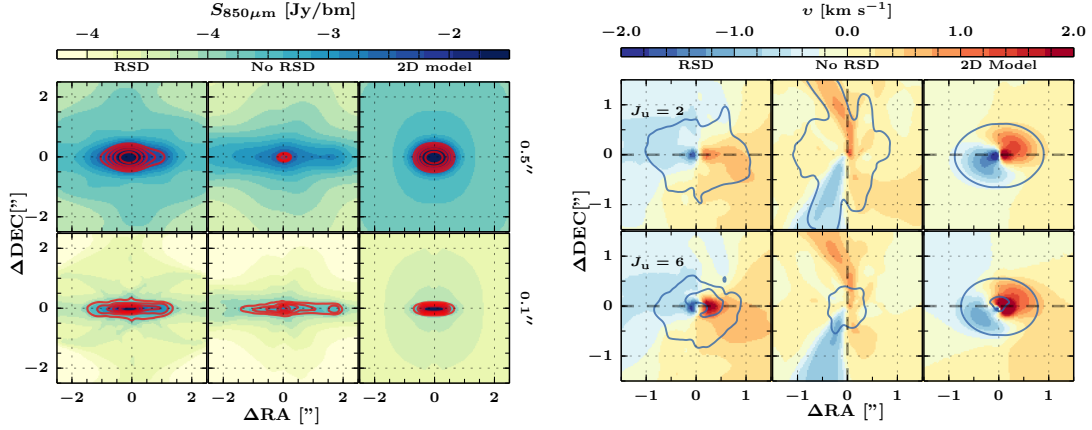 S850μm [Jy/bm]
−4 −4 −3 −2
RSD No RSD 2D model
2
0
−2
0.5"
2
0
−2
0.1"
ΔDEC["]
−2 0 2 −2 0 2 −2 0 2
ΔRA ["]
v [km s−1]
−2.0 −1.0 0.0 1.0 2.0
RSD No RSD 2D Model
Ju = 2
1
0
−1
Ju = 6
1
0
−1
ΔDEC["]
−1 0 1 −1 0 1 −1 0 1
ΔRA ["]